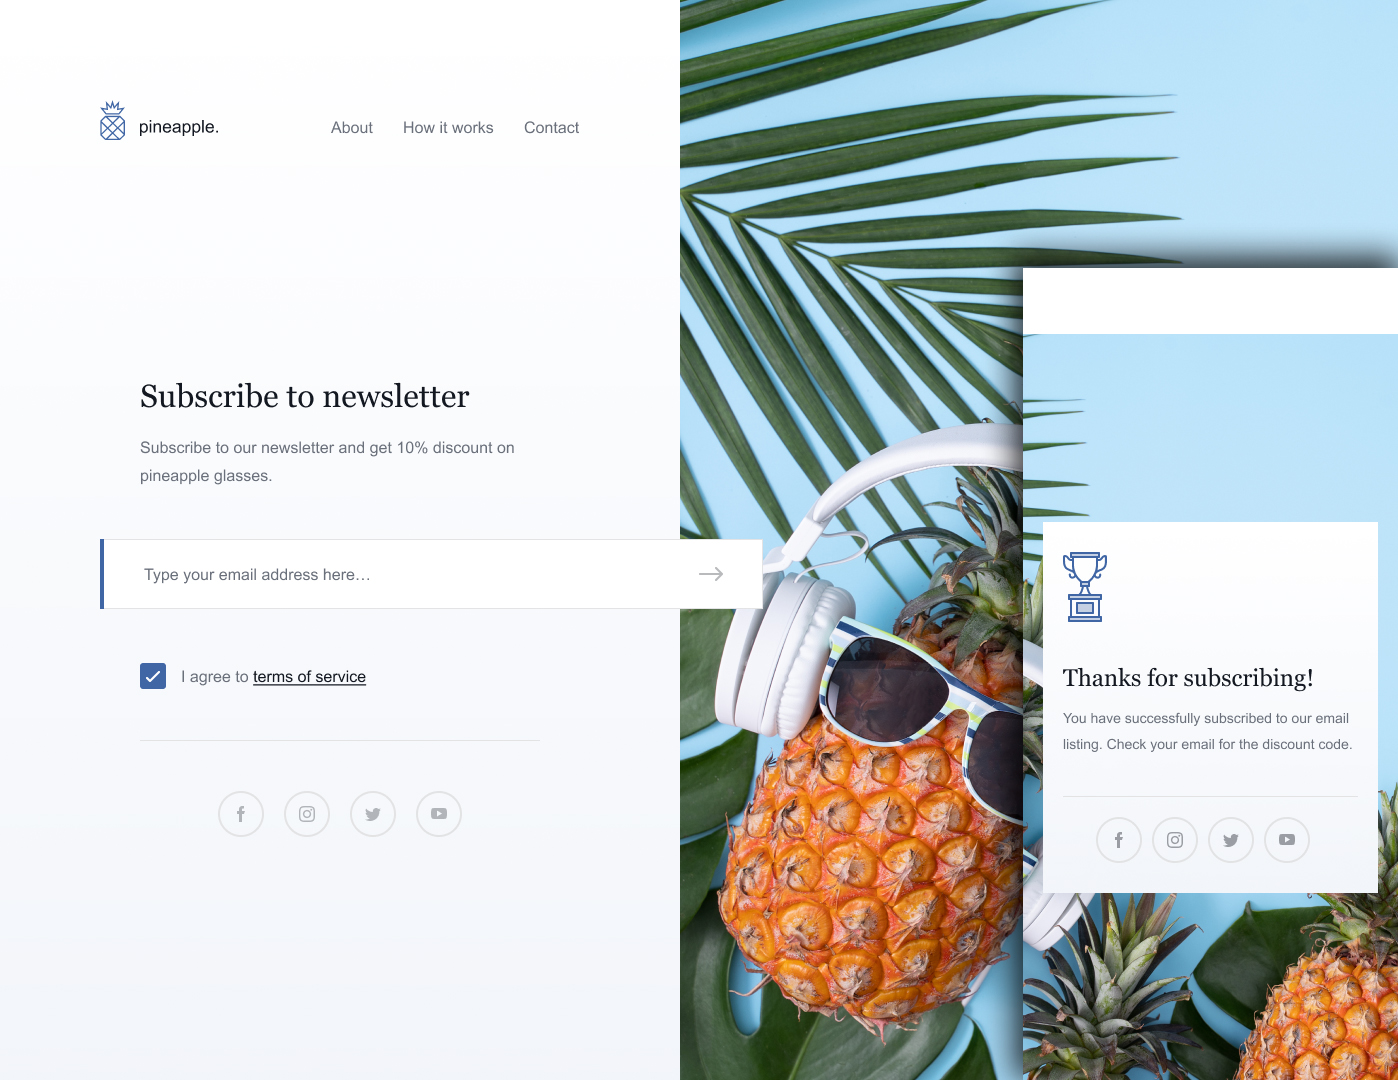 pineapple.
About
How it works
Contact
Subscribe to newsletter
Subscribe to our newsletter and get 10% discount on
pineapple glasses.
Type your email address here…
I agree to terms of service
Thanks for subscribing!
You have successfully subscribed to our email
listing. Check your email for the discount code.